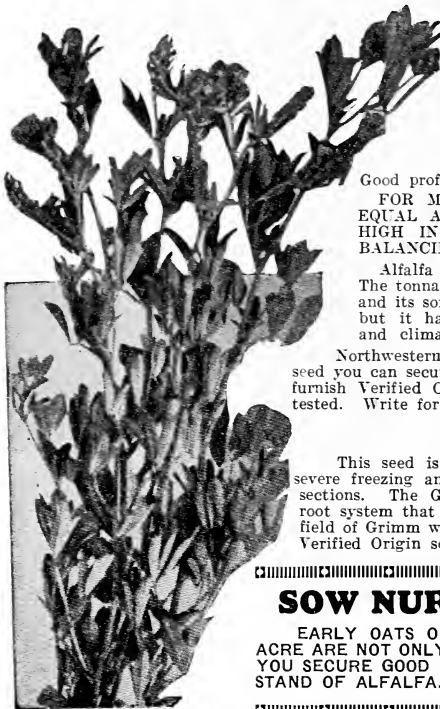 Good prof
FOR M
EQUAL A
HIGH IN
BALANCI
Alfalfa
The tonna
and its so
but it ha
and clima
Northwestern
seed you can secu
furnish Verified O
tested. Write for
This seed is
severe freezing an
sections. The G
root system that
field of Grimm w
Verified Origin se
SOW NUR
EARLY OATS O
ACRE ARE NOT ONLY
YOU SECURE GOOD
STAND OF ALFALFA.